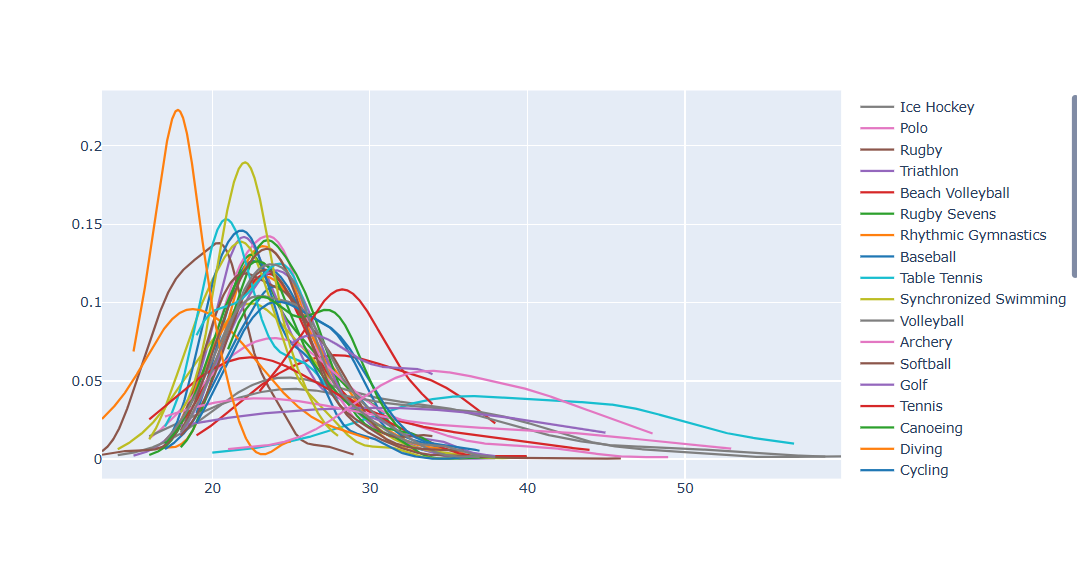 0.2
0.15
0.1
0.05
0
20
30
40
50
Ice Hockey
Polo
Rugby
Triathlon
Beach Volleyball
Rugby Sevens
Rhythmic Gymnastics
Baseball
Table Tennis
Synchronized Swimming
Volleyball
Archery
Softball
Golf
Tennis
Canoeing
Diving
Cycling